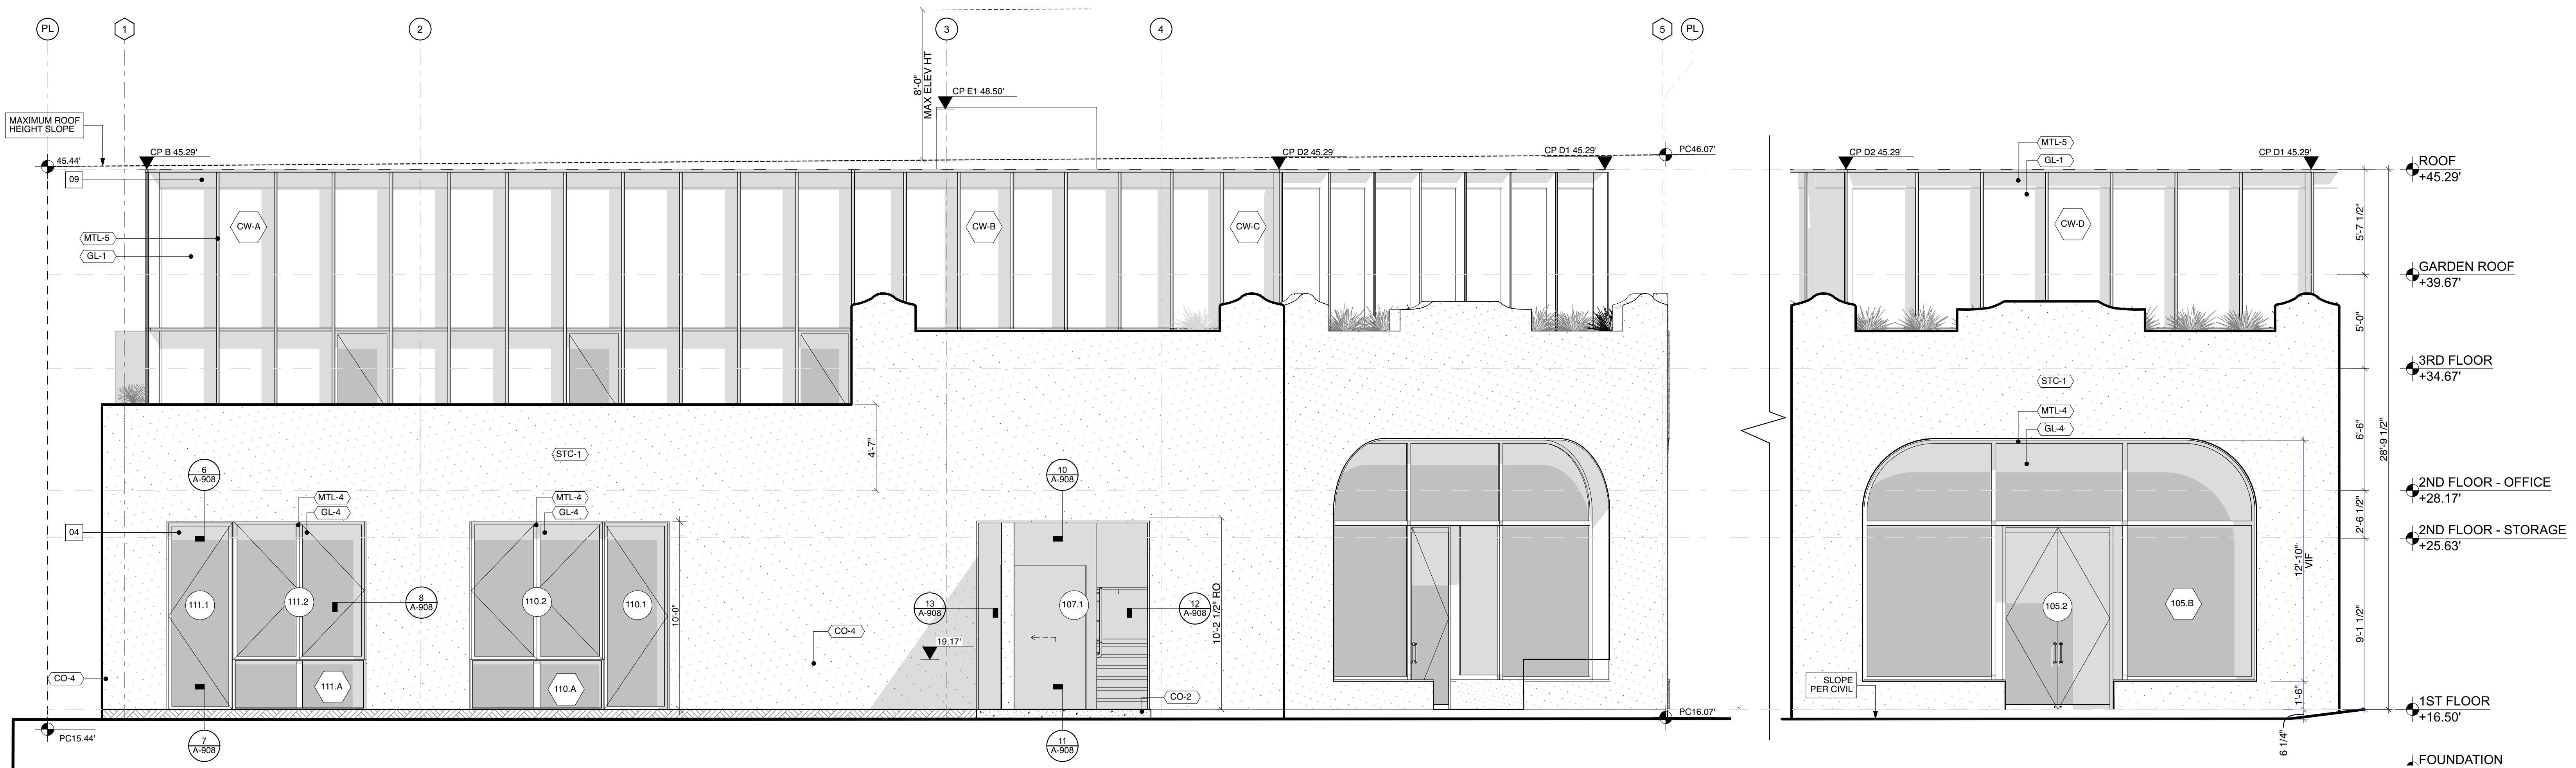 PL
1
2
3
4
5
PL
8'-0"
MAX ELEV HT
CP E1 48.50'
MAXIMUM ROOF
HEIGHT SLOPE
45.44'
CP B 45.29'
CP D2 45.29'
CP D1 45.29'
PC46.07'
09
CW-A
CW-B
CW-C
MTL-5
GL-1
4'-7"
STC-1
6
A-908
10
A-908
MTL-4
GL-4
MTL-4
GL-4
04
111.1
111.2
8
A-908
110.2
110.1
10'-0"
13
A-908
107.1
12
A-908
10'-2 1/2" RO
CO-4
19.17'
CO-4
111.A
110.A
CO-2
PC15.44'
7
A-908
11
A-908
PC16.07'
MTL-5
GL-1
CP D2 45.29'
CP D1 45.29'
CW-D
STC-1
MTL-4
GL-4
105.2
105.B
SLOPE
PER CIVIL
12'-10"
VIF
1'-6"
6 1/4"
5'-7 1/2"
5'-0"
6'-6"
2'-6 1/2"
9'-1 1/2"
28'-9 1/2"
ROOF
+45.29'
GARDEN ROOF
+39.67'
3RD FLOOR
+34.67'
2ND FLOOR - OFFICE
+28.17'
2ND FLOOR - STORAGE
+25.63'
1ST FLOOR
+16.50'
FOUNDATION